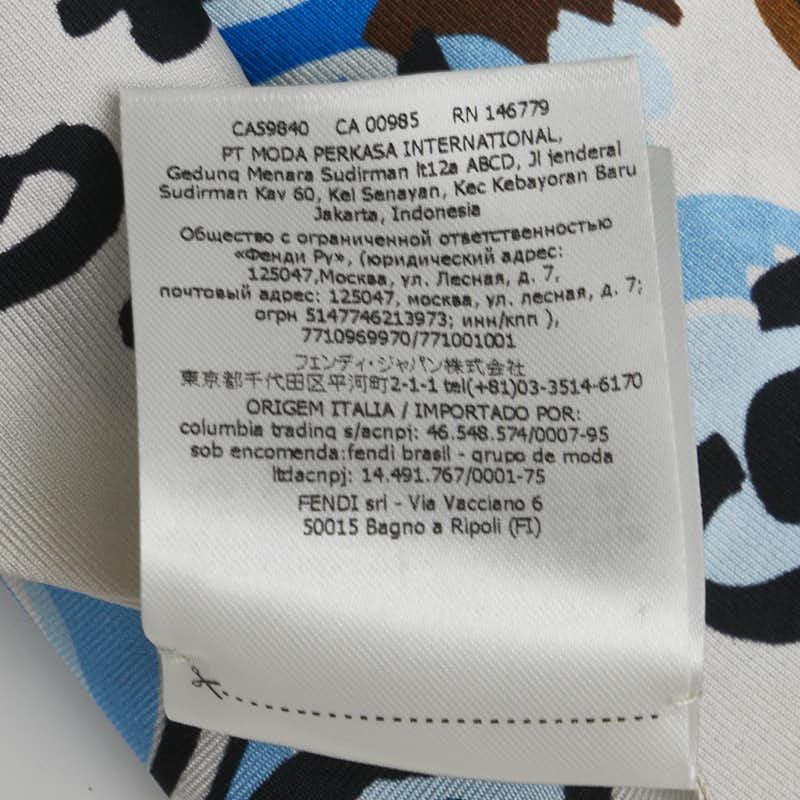 CA59840 CA 00985 RN 146779
PT MODA PERKASA INTERNATIONAL,
Gedung Menara Sudirman lt12a ABCD, Jl jenderal
Sudirman Kav 60, Kel Senayan, Kec Kebayoran Baru
Jakarta, Indonesia
Общество с ограниченной ответственностью
«Фенди Ру», (юридический адрес:
125047,Москва, ул. Лесная, д. 7,
почтовый адрес: 125047, москва, ул. лесная, д. 7;
огрн 5147746213973; инн/кпп ),
7710969970/771001001
フェンディ・ジャパン株式会社
東京都千代田区平河町2-1-1 tel(+81)03-3514-6170
ORIGEM ITALIA / IMPORTADO POR:
columbia trading s/acnpj: 46.548.574/0007-95
sob encomenda:fendi brasil - grupo de moda
ltdacnpj: 14.491.767/0001-75
FENDI srl - Via Vacciano 6
50015 Bagno a Ripoli (FI)